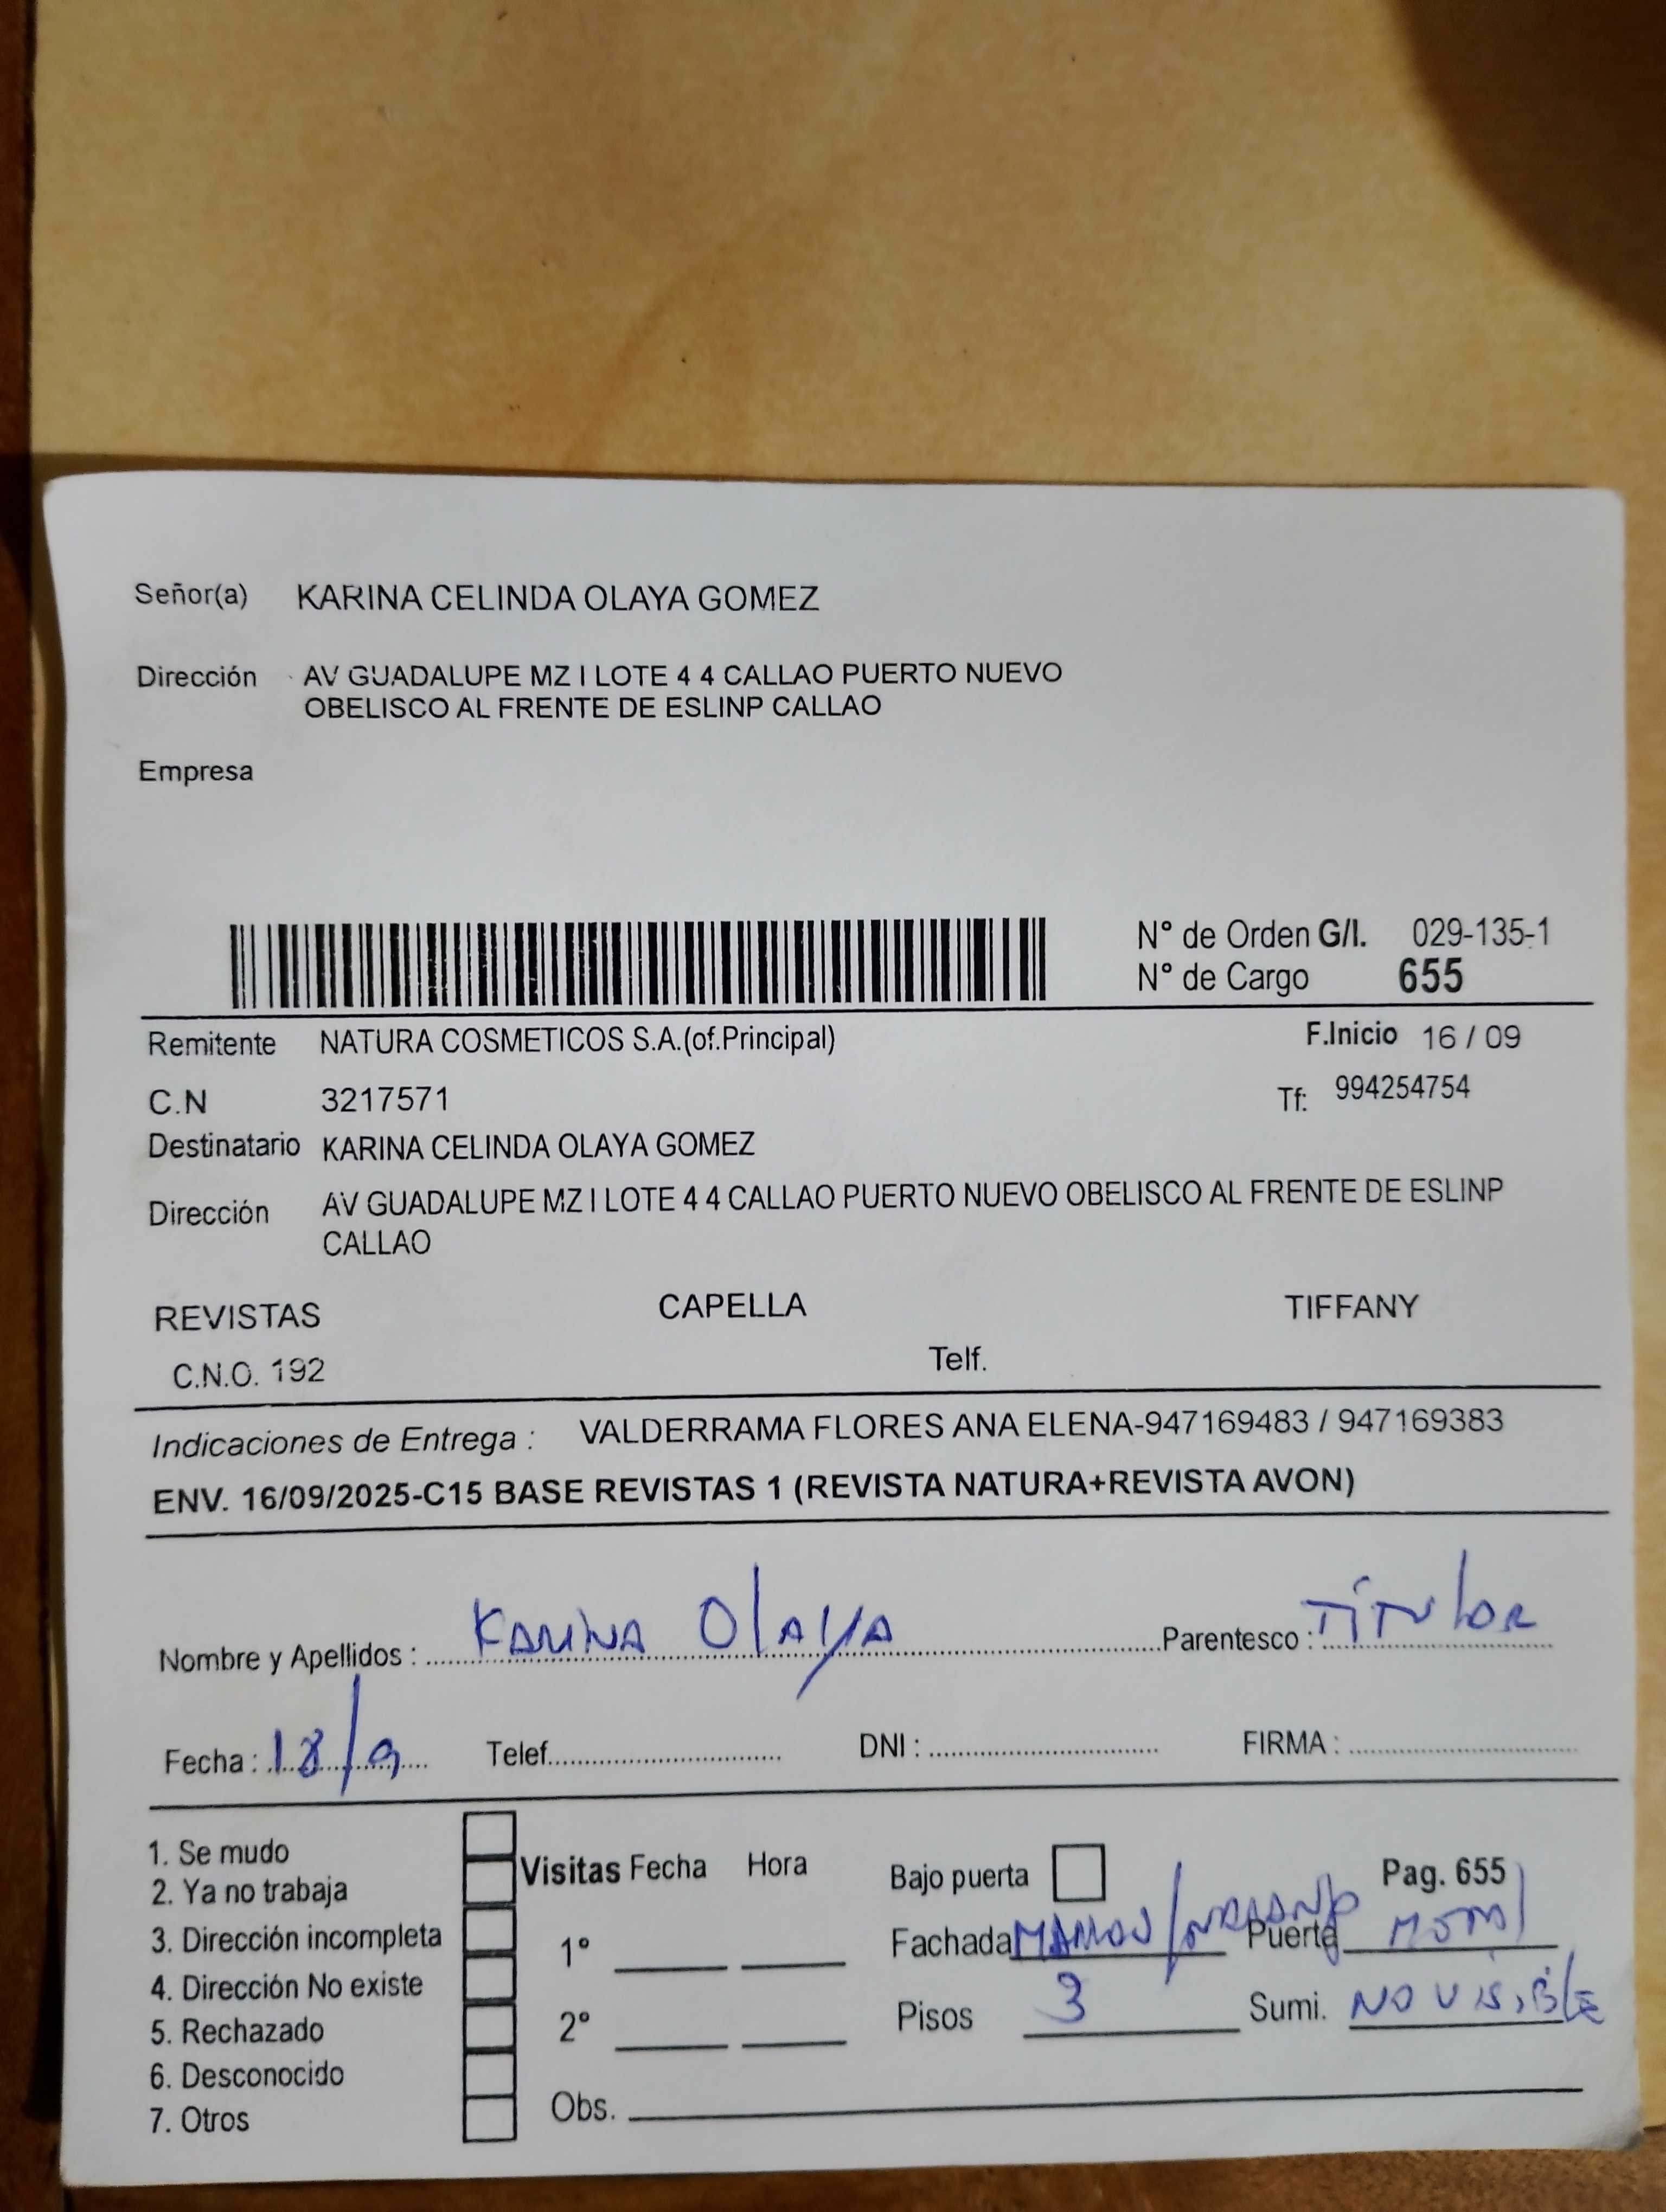 Señor(a) KARINA CELINDA OLAYA GOMEZ
Dirección AV GUADALUPE MZ I LOTE 4 4 CALLAO PUERTO NUEVO
OBELISCO AL FRENTE DE ESLINP CALLAO
Empresa
N° de Orden G/I. 029-135-1
N° de Cargo 655
Remitente NATURA COSMETICOS S.A.(of.Principal) F.Inicio 16 / 09
C.N 3217571 Tf: 994254754
Destinatario KARINA CELINDA OLAYA GOMEZ
Dirección AV GUADALUPE MZ I LOTE 4 4 CALLAO PUERTO NUEVO OBELISCO AL FRENTE DE ESLINP
CALLAO
REVISTAS CAPELLA TIFFANY
C.N.O. 192 Telf.
Indicaciones de Entrega : VALDERRAMA FLORES ANA ELENA-947169483 / 947169383
ENV. 16/09/2025-C15 BASE REVISTAS 1 (REVISTA NATURA+REVISTA AVON)
Nombre y Apellidos : KARINA OlAyA Parentesco : TiTulAR
Fecha : 18/9 Telef. DNI : FIRMA :
1. Se mudo
2. Ya no trabaja Visitas Fecha Hora Bajo puerta Pag. 655
3. Dirección incompleta 1° Fachada Puerta
4. Dirección No existe
5. Rechazado 2° Pisos 3 Sumi. NO VISIBLE
6. Desconocido
7. Otros Obs.